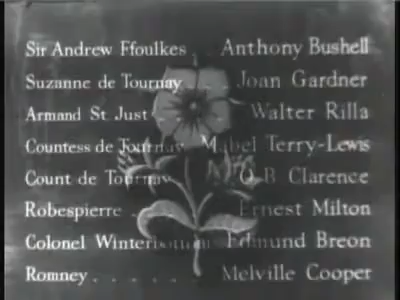 Sir Andrew Ffoulkes . Anthony Bushell
Suzanne de Tournay . . Joan Gardner
Armand St Just . . . Walter Rilla
Countess de Tournay Mabel Terry-Lewis
Count de Tournay O B Clarence
Robespierre . Ernest Milton
Colonel Winterbottom Edmund Breon
Romney . . . . . . Melville Cooper